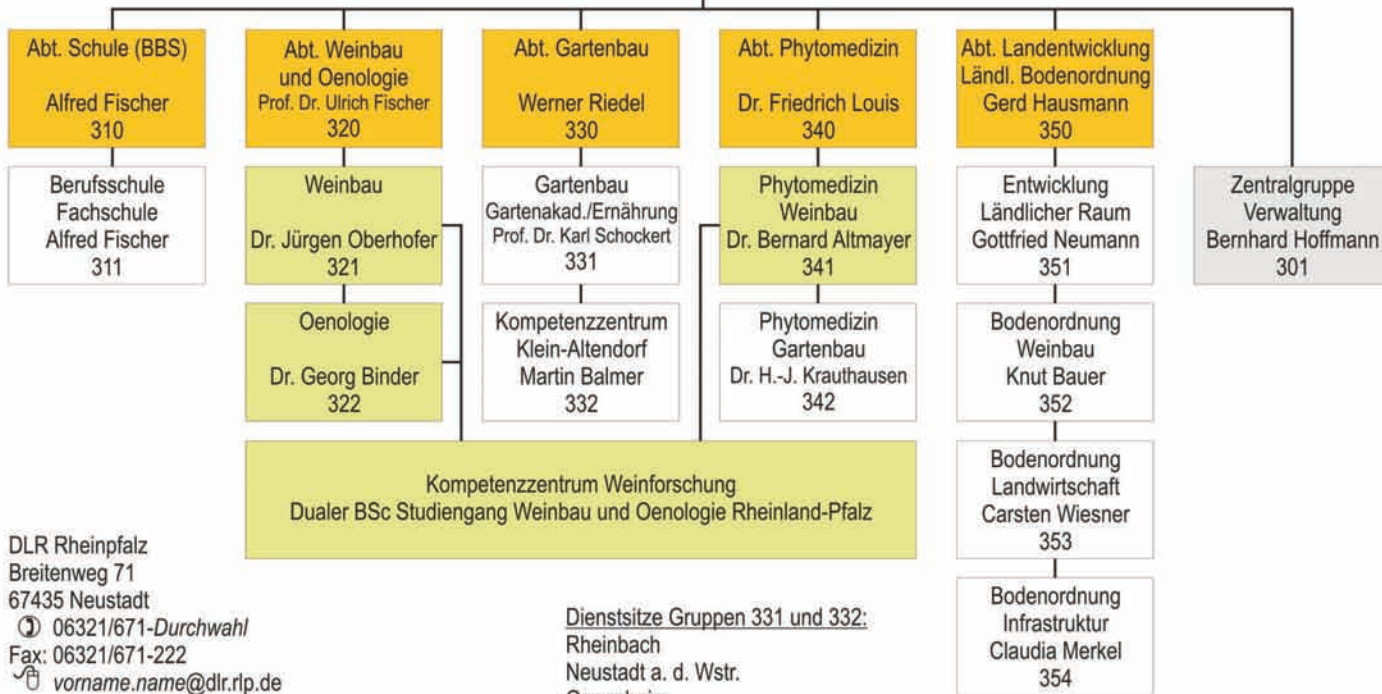 Abt. Schule (BBS)
Alfred Fischer
310
Abt. Weinbau
und Oenologie
Prof. Dr. Ulrich Fischer
320
Abt. Gartenbau
Werner Riedel
330
Abt. Phytomedizin
Dr. Friedrich Louis
340
Abt. Landentwicklung
Ländl. Bodenordnung
Gerd Hausmann
350
Berufsschule
Fachschule
Alfred Fischer
311
Weinbau
Dr. Jürgen Oberhofer
321
Gartenbau
Gartenakad./Ernährung
Prof. Dr. Karl Schockert
331
Phytomedizin
Weinbau
Dr. Bernard Altmayer
341
Entwicklung
Ländlicher Raum
Gottfried Neumann
351
Zentralgruppe
Verwaltung
Bernhard Hoffmann
301
Oenologie
Dr. Georg Binder
322
Kompetenzzentrum
Klein-Altendorf
Martin Balmer
332
Phytomedizin
Gartenbau
Dr. H.-J. Krauthausen
342
Bodenordnung
Weinbau
Knut Bauer
352
Kompetenzzentrum Weinforschung
Dualer BSc Studiengang Weinbau und Oenologie Rheinland-Pfalz
Bodenordnung
Landwirtschaft
Carsten Wiesner
353
Bodenordnung
Infrastruktur
Claudia Merkel
354
DLR Rheinpfalz
Breitenweg 71
67435 Neustadt
06321/671-Durchwahl
Fax: 06321/671-222
vorname.name@dlr.rlp.de
Dienstsitze Gruppen 331 und 332:
Rheinbach
Neustadt a. d. Wstr.